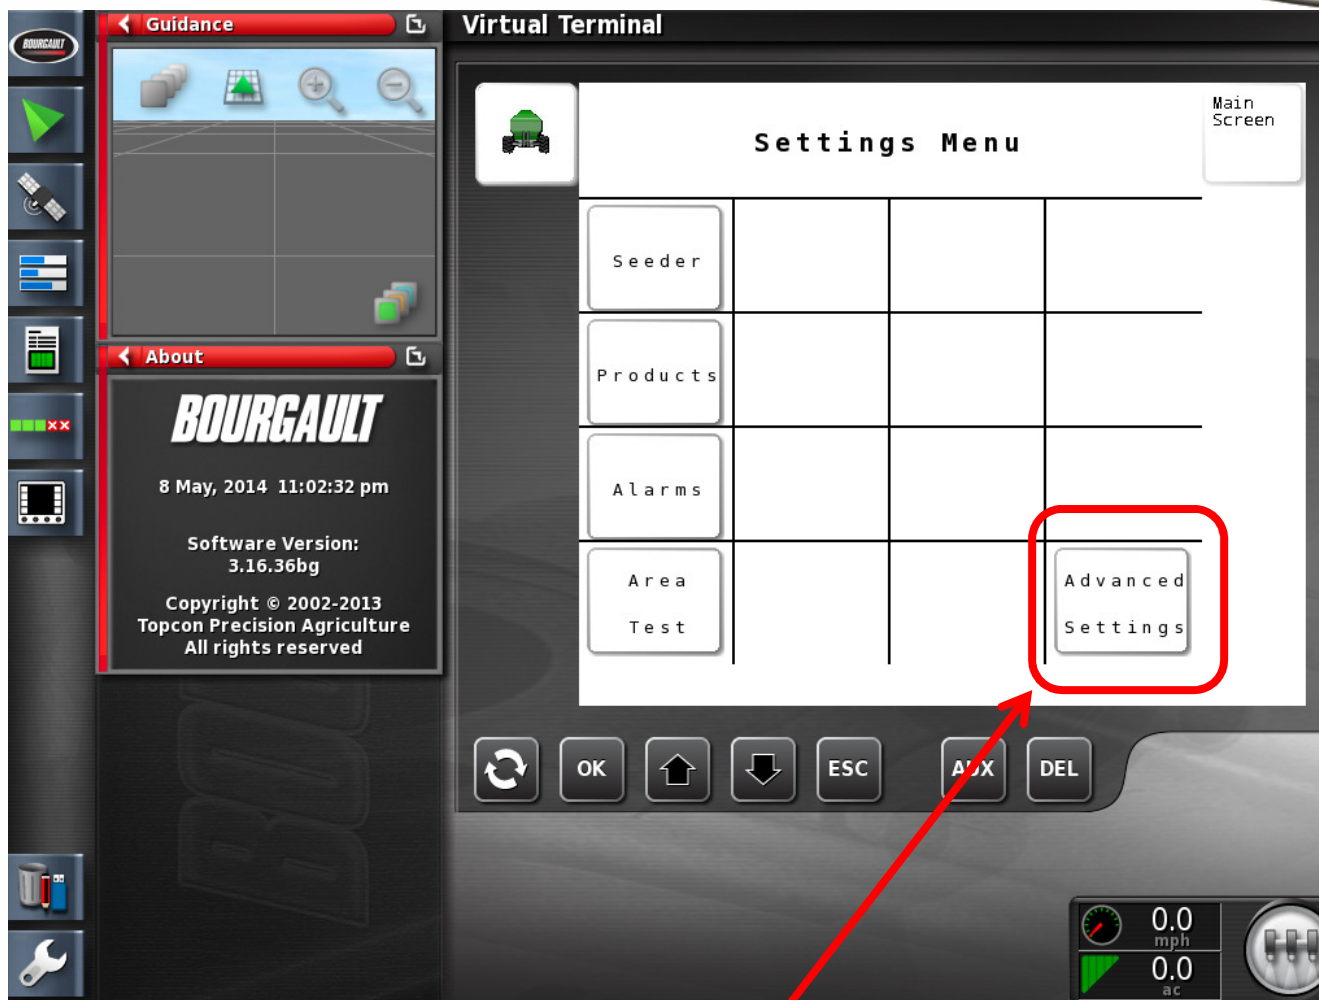 BOURGAULT
Guidance
Virtual Terminal
Main
Screen
Settings Menu
Seeder
Products
Alarms
Area
Test
Advanced
Settings
About
BOURGAULT
8 May, 2014 11:02:32 pm
Software Version:
3.16.36bg
Copyright © 2002-2013
Topcon Precision Agriculture
All rights reserved
OK
ESC
AUX
DEL
0.0
mph
0.0
ac